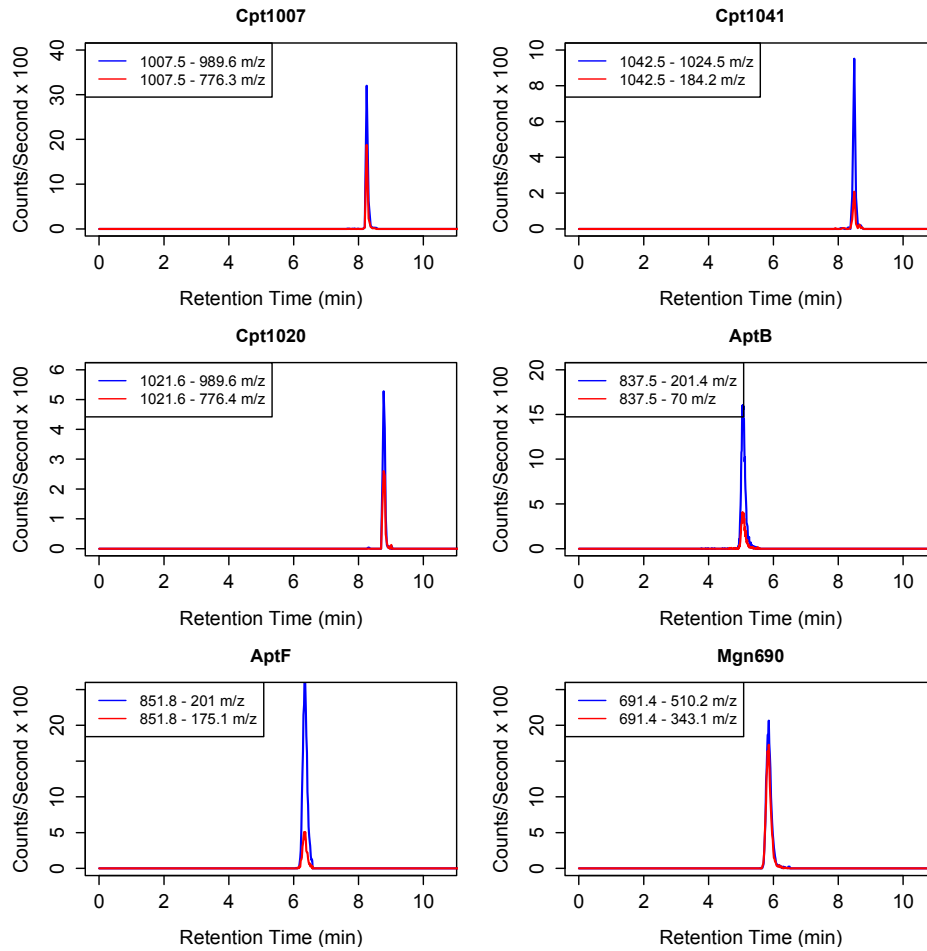 Cpt1007
Counts/Second x 100
0 10 20 30 40
1007.5 - 989.6 m/z
1007.5 - 776.3 m/z
0 2 4 6 8 10
Retention Time (min)
Cpt1041
Counts/Second x 100
0 2 4 6 8 10
1042.5 - 1024.5 m/z
1042.5 - 184.2 m/z
0 2 4 6 8 10
Retention Time (min)
Cpt1020
Counts/Second x 100
0 1 2 3 4 5 6
1021.6 - 989.6 m/z
1021.6 - 776.4 m/z
0 2 4 6 8 10
Retention Time (min)
AptB
Counts/Second x 100
0 5 10 15 20
837.5 - 201.4 m/z
837.5 - 70 m/z
0 2 4 6 8 10
Retention Time (min)
AptF
Counts/Second x 100
0 5 10 20
851.8 - 201 m/z
851.8 - 175.1 m/z
0 2 4 6 8 10
Retention Time (min)
Mgn690
Counts/Second x 100
0 5 10 20
691.4 - 510.2 m/z
691.4 - 343.1 m/z
0 2 4 6 8 10
Retention Time (min)